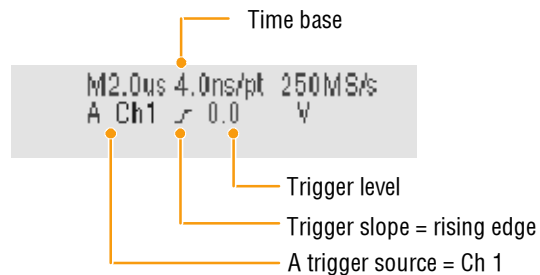 Time base
M2.0us 4.0ns/pt 250MS/s
A Ch1 0.0 V
Trigger level
Trigger slope = rising edge
A trigger source = Ch 1